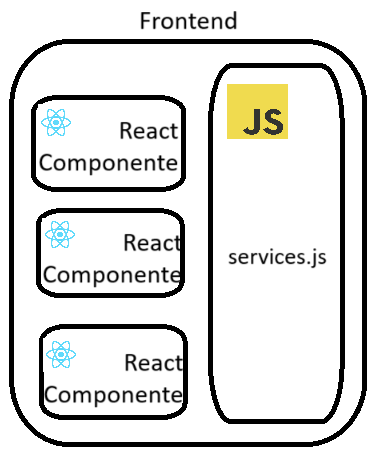 Frontend
React
Componente
JS
services.js
React
Componente
React
Componente